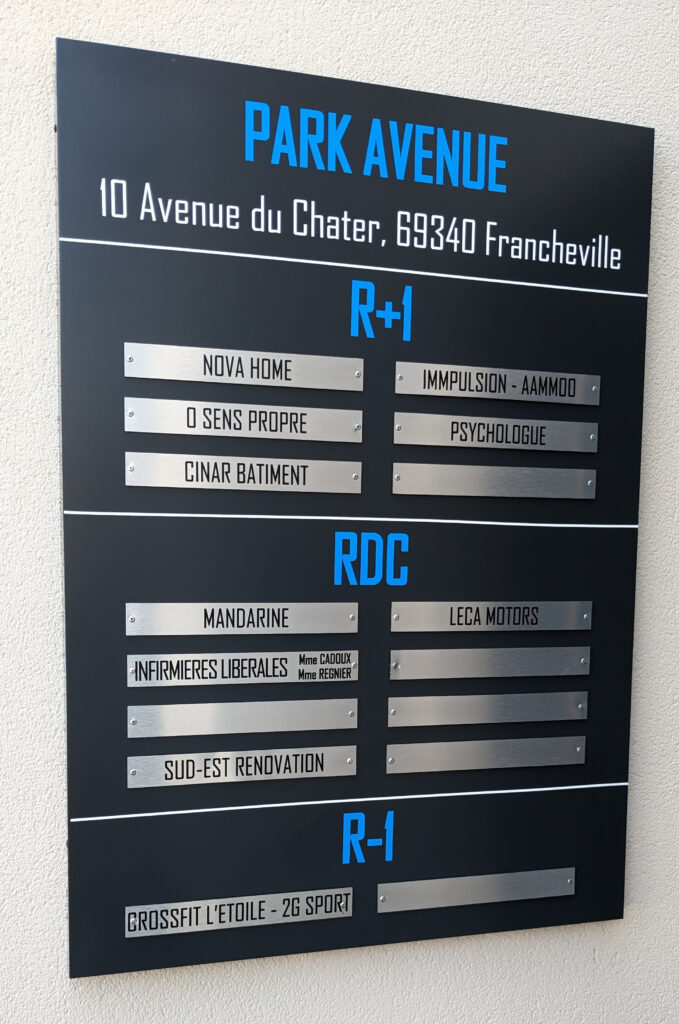 PARK AVENUE
10 Avenue du Chater, 69340 Francheville
R+1
NOVA HOME
IMMPULSION - AAMMOO
O SENS PROPRE
PSYCHOLOGUE
CINAR BATIMENT
RDC
MANDARINE
LECA MOTORS
INFIRMIERES LIBERALES
Mme CADOUX
Mme REGNIER
SUD-EST RENOVATION
R-1
CROSSFIT L'ETOILE - 2G SPORT